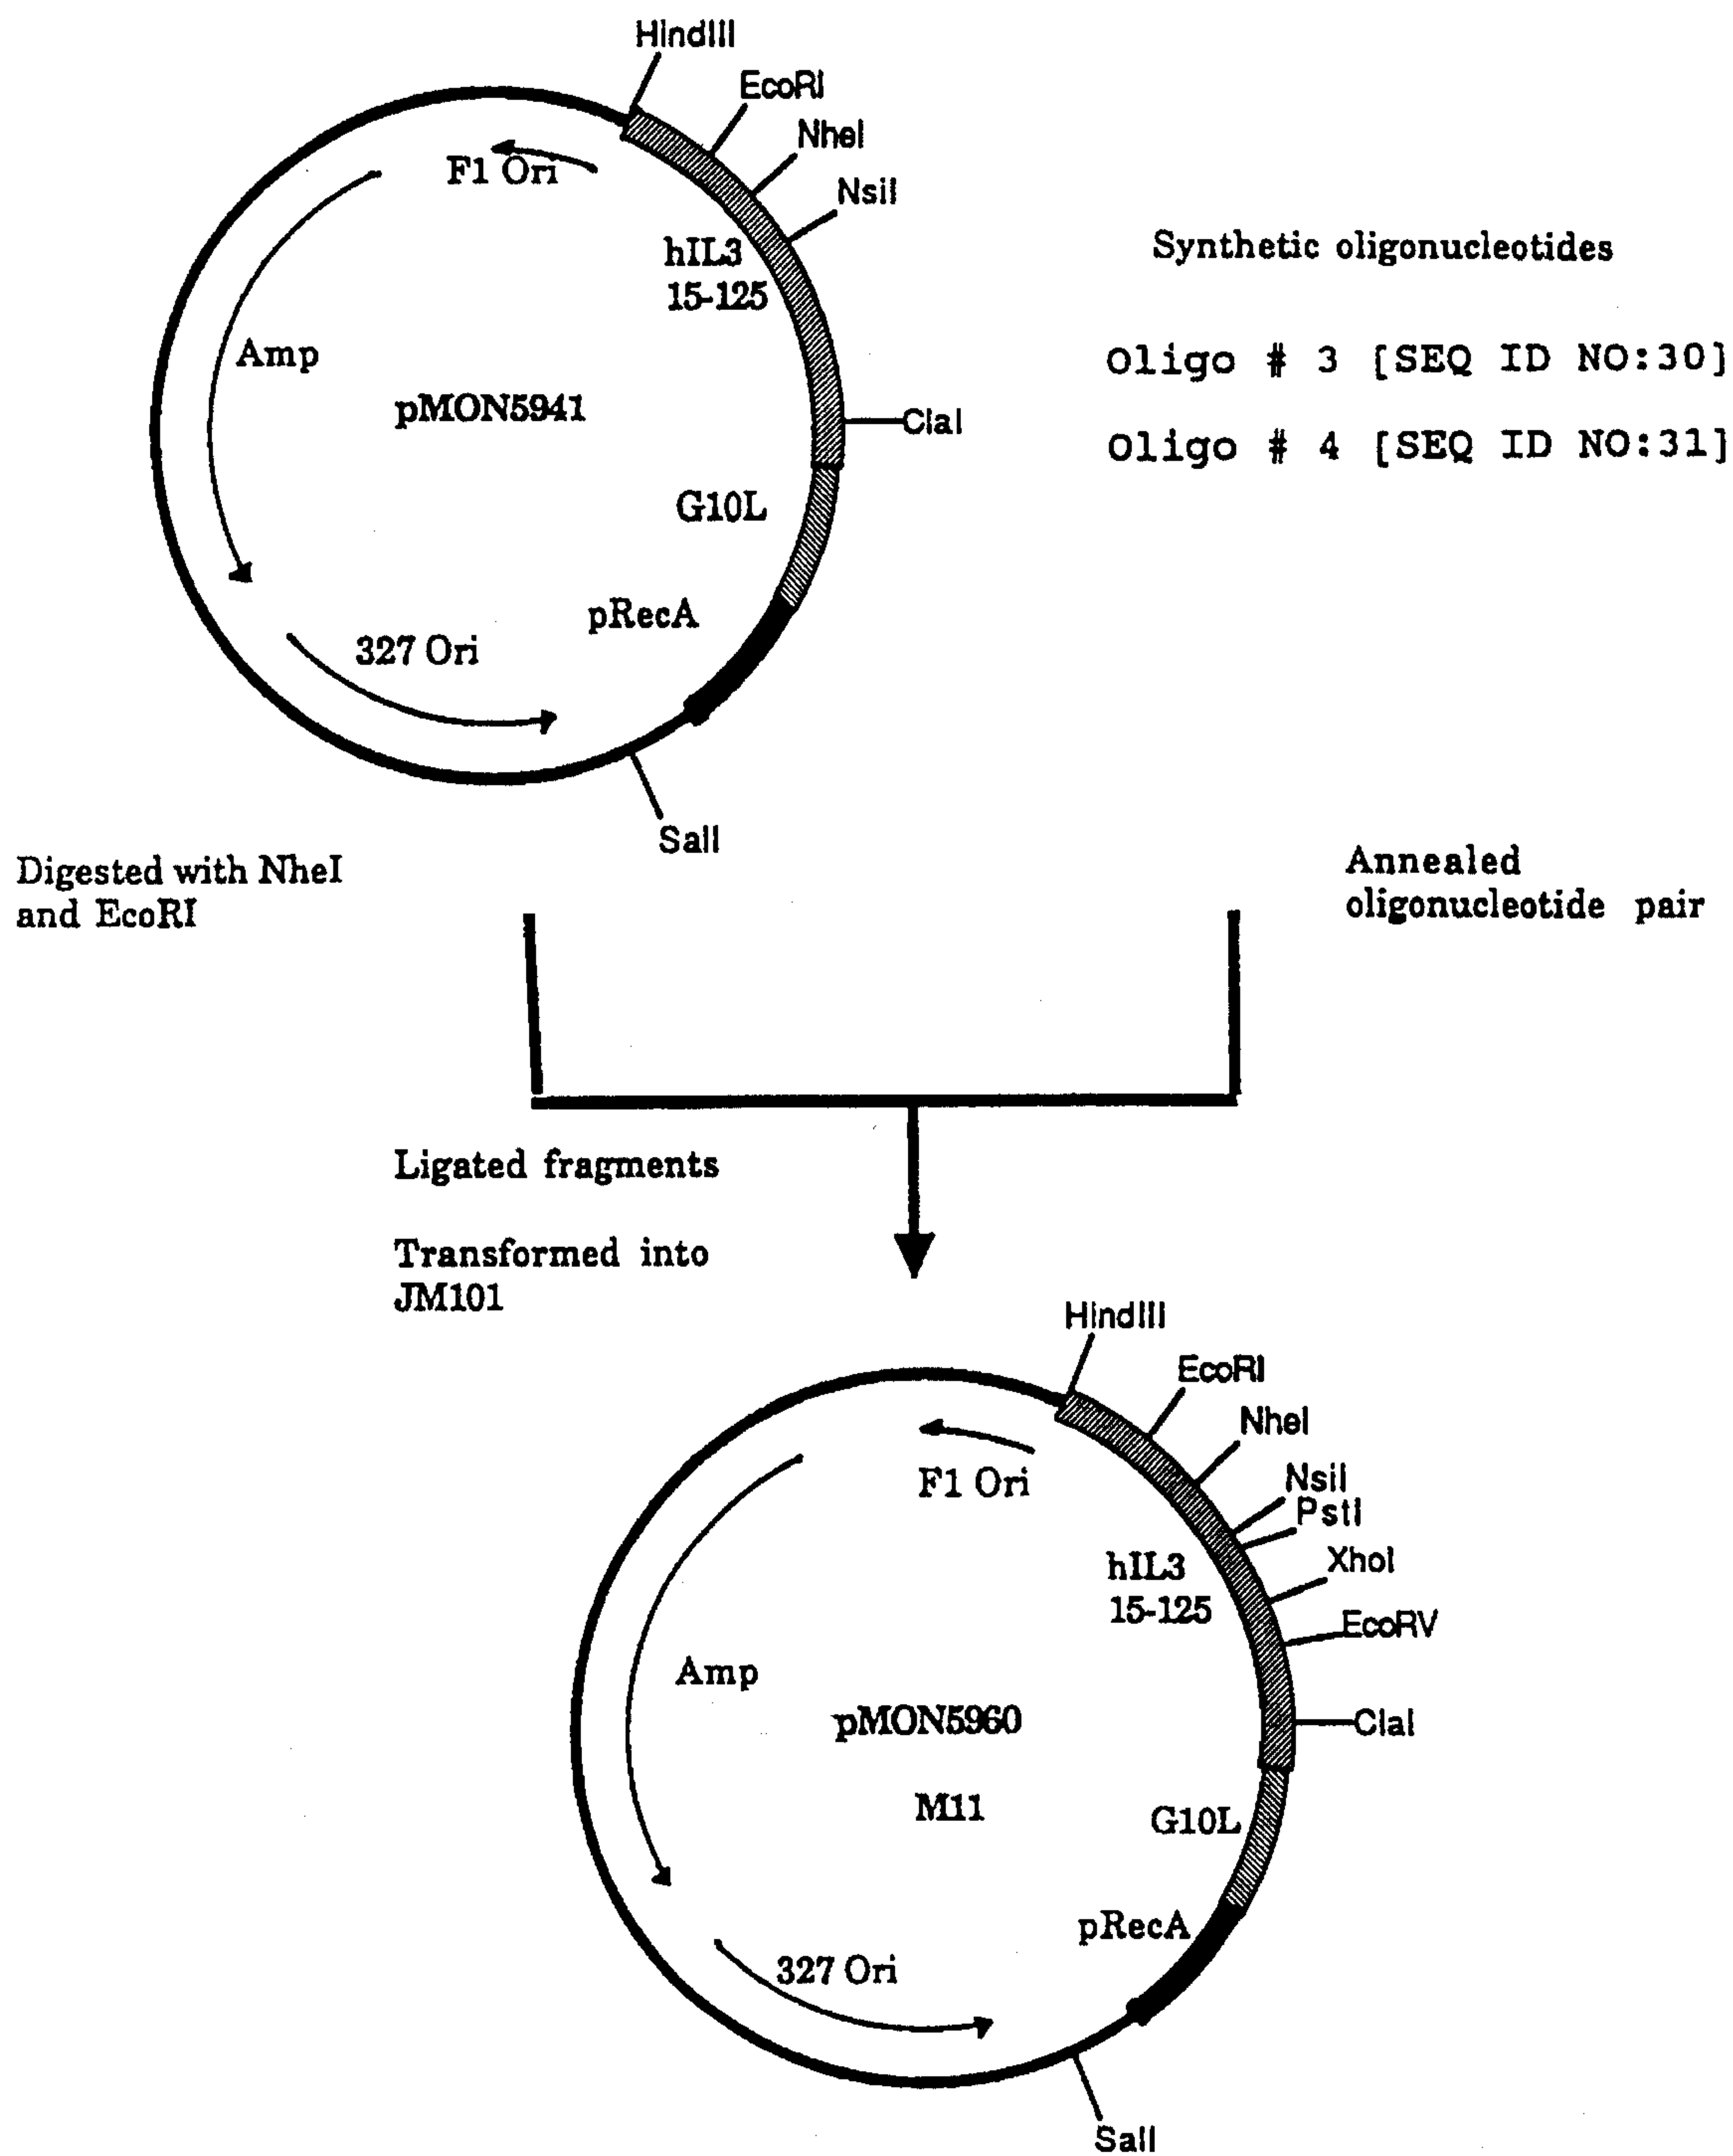 HindIII
EcoRI
NheI
NsiI
F1 Ori
hIL3
15-125
Amp
pMON5941
ClaI
G10L
pRecA
327 Ori
SalI
Synthetic oligonucleotides
Oligo # 3 [SEQ ID NO:30]
Oligo # 4 [SEQ ID NO:31]
Digested with NheI
and EcoRI
Annealed
oligonucleotide pair
Ligated fragments
Transformed into
JM101
HindIII
EcoRI
NheI
NsiI
PstI
XhoI
EcoRV
F1 Ori
hIL3
15-125
Amp
pMON5960
M11
ClaI
G10L
pRecA
327 Ori
SalI